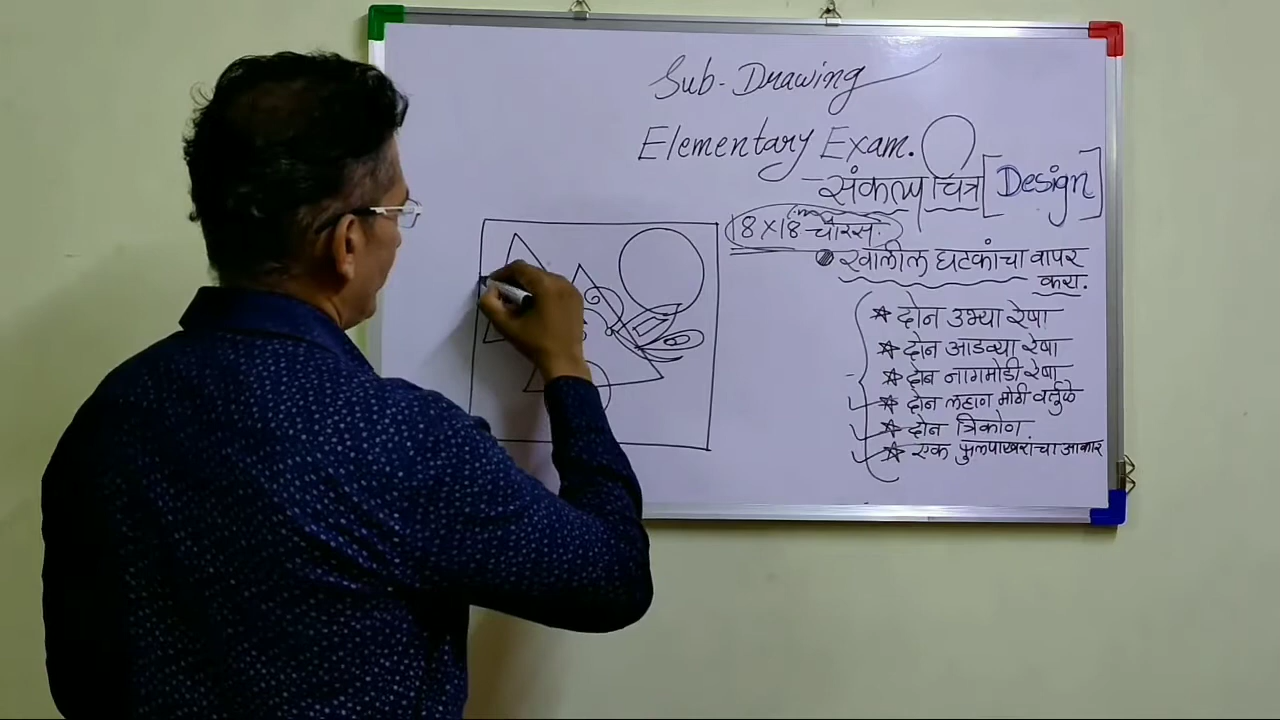 Sub-Drawing
Elementary Exam.
संकल्प चित्र [Design]
18 X 18 चौरस.
खालील घटकांचा वापर
करा.
दोन उभ्या रेषा
दोन आडव्या रेषा
दोन नागमोडी रेषा
दोन लहान मोठी वर्तुळे
दोन त्रिकोण
एक फुलपाखरांचा आकार